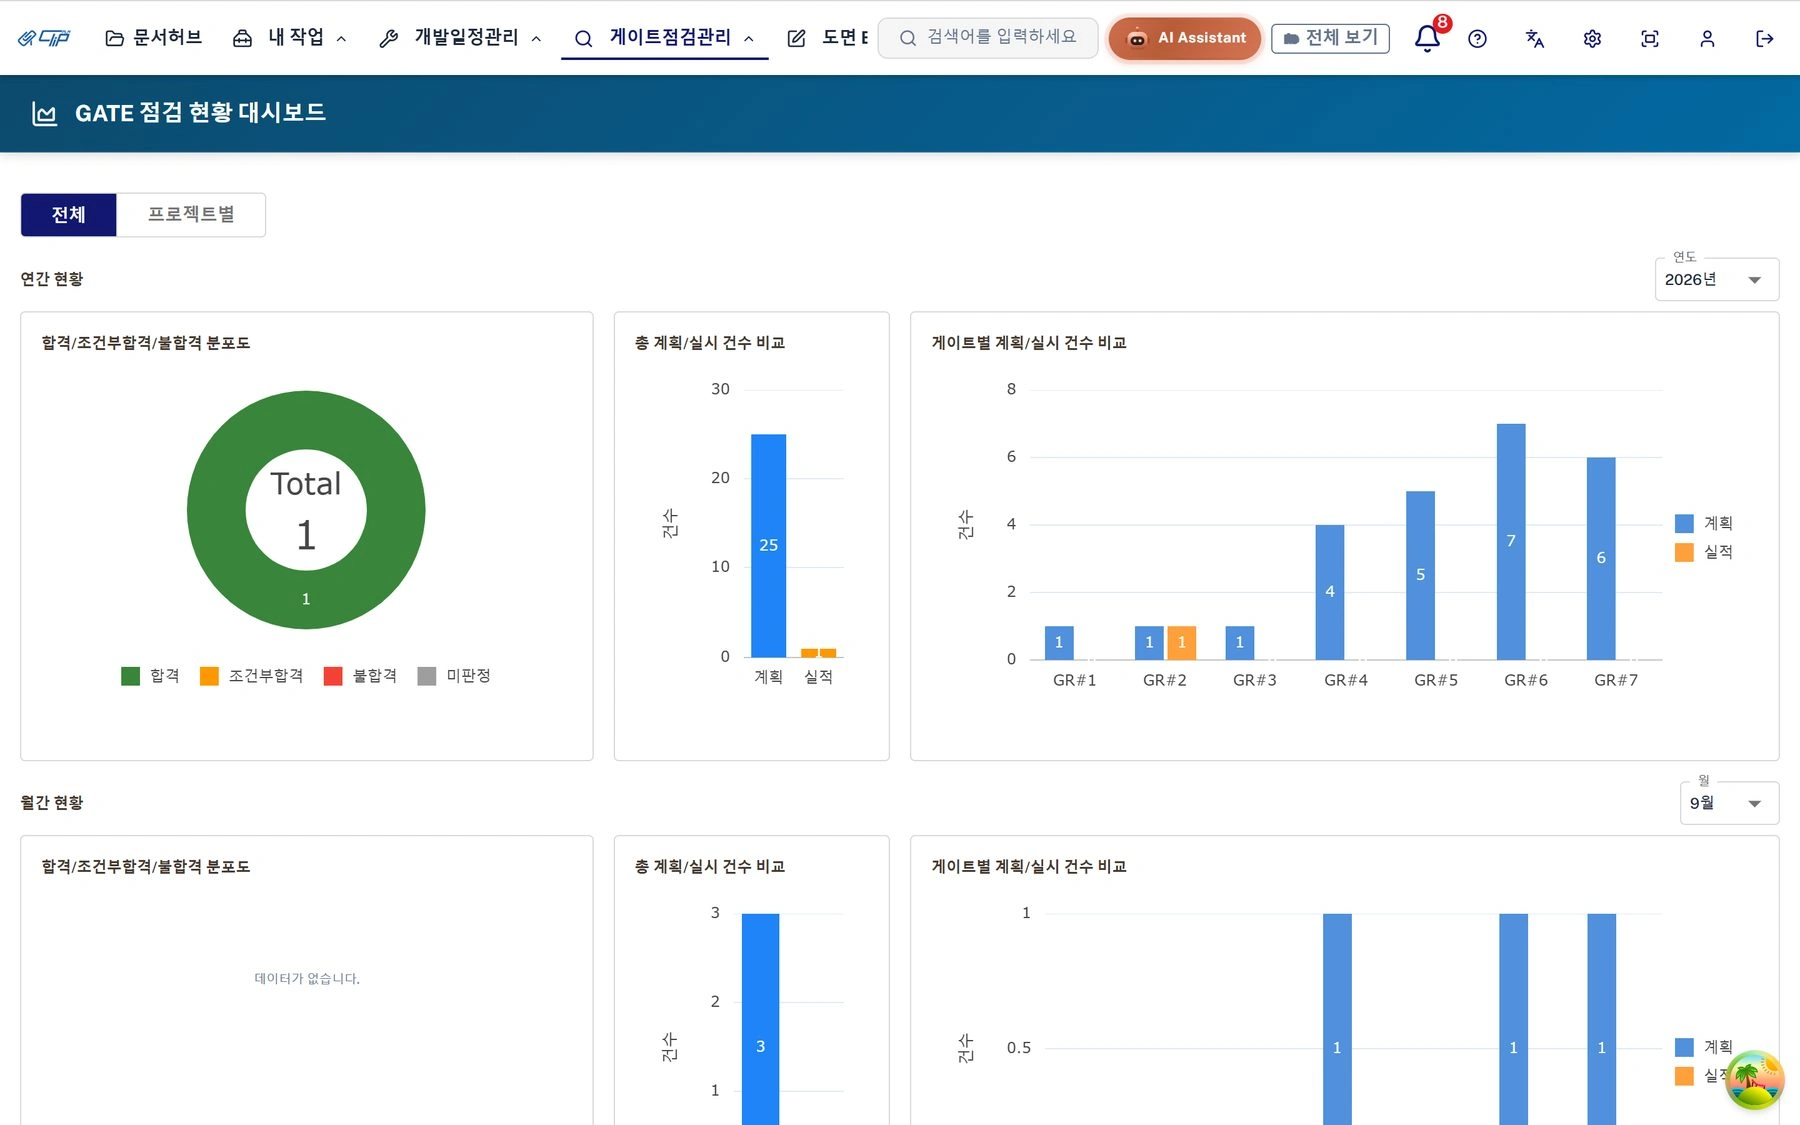 CTP
문서허브
내 작업
개발일정관리
게이트점검관리
도면
검색어를 입력하세요
AI Assistant
전체 보기
8
GATE 점검 현황 대시보드
전체
프로젝트별
연간 현황
연도
2026년
합격/조건부합격/불합격 분포도
Total
1
1
합격
조건부합격
불합격
미판정
총 계획/실시 건수 비교
건수
30
20
10
0
25
계획
실적
게이트별 계획/실시 건수 비교
건수
8
6
4
2
0
1
1
1
1
4
5
7
6
GR#1
GR#2
GR#3
GR#4
GR#5
GR#6
GR#7
계획
실적
월간 현황
월
9월
합격/조건부합격/불합격 분포도
데이터가 없습니다.
총 계획/실시 건수 비교
건수
3
2
1
3
게이트별 계획/실시 건수 비교
건수
1
0.5
1
1
1
계획